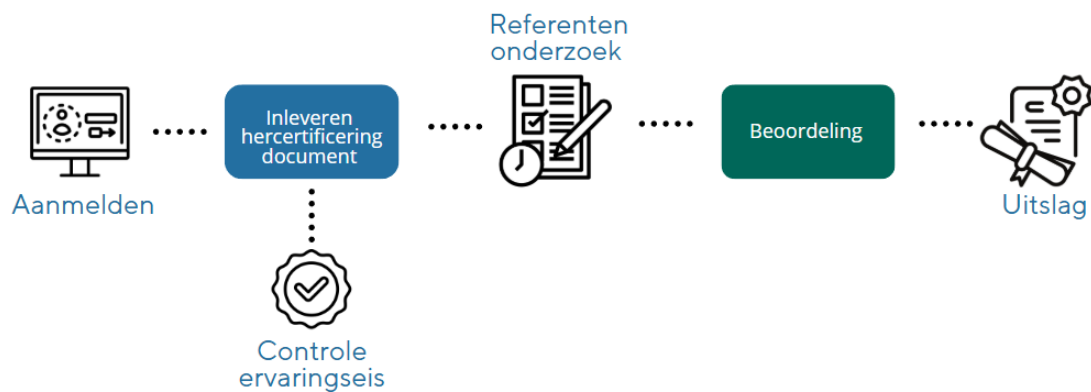 Referenten
onderzoek
Aanmelden
Inleveren
hercertificering
document
Beoordeling
Uitslag
Controle
ervaringseis